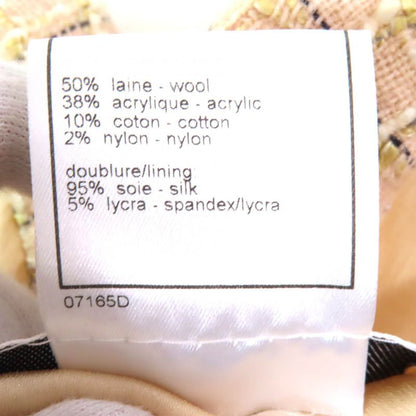 50% laine - wool
38% acrylique - acrylic
10% coton - cotton
2% nylon - nylon
doublure/lining
95% soie - silk
5% lycra - spandex/lycra
07165D